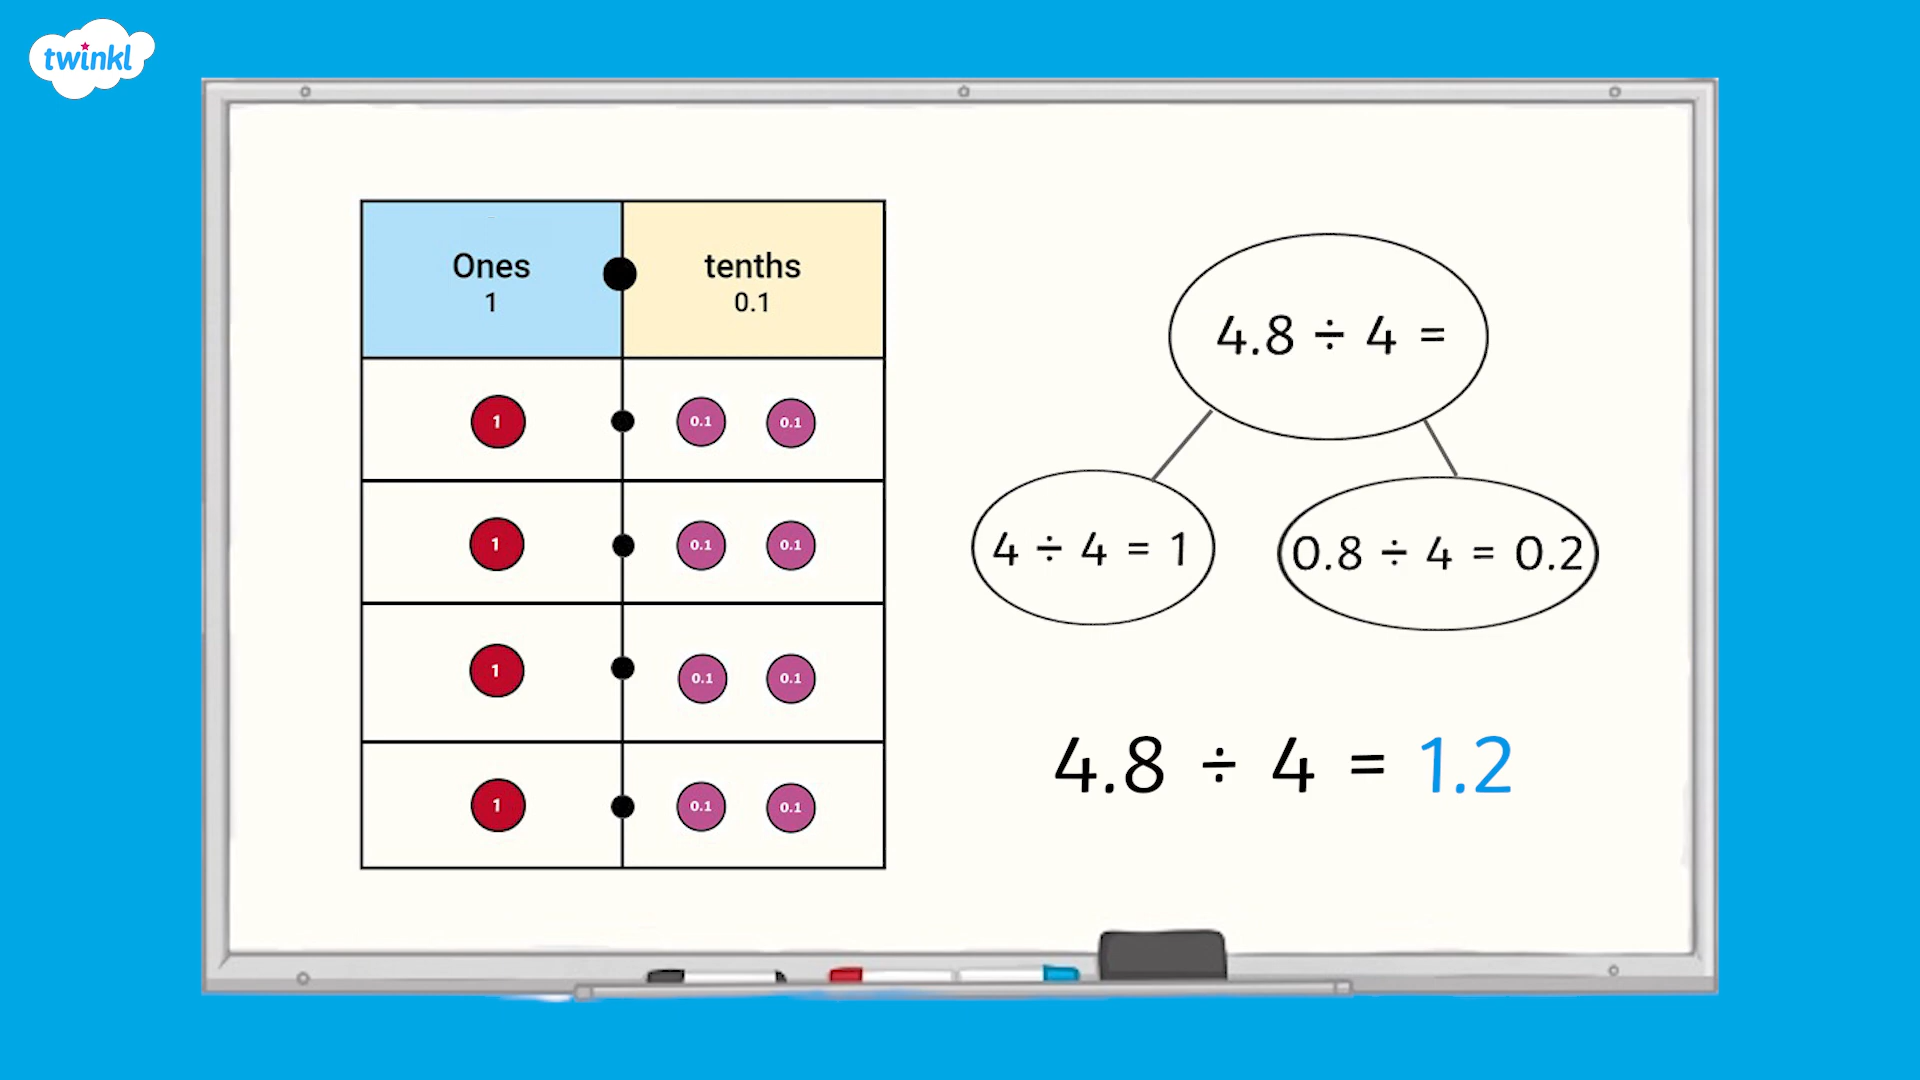 twinkl
Ones
1
tenths
0.1
1
0.1 0.1
1
0.1 0.1
1
0.1 0.1
1
0.1 0.1
4.8 ÷ 4 =
4 ÷ 4 = 1
0.8 ÷ 4 = 0.2
4.8 ÷ 4 = 1.2